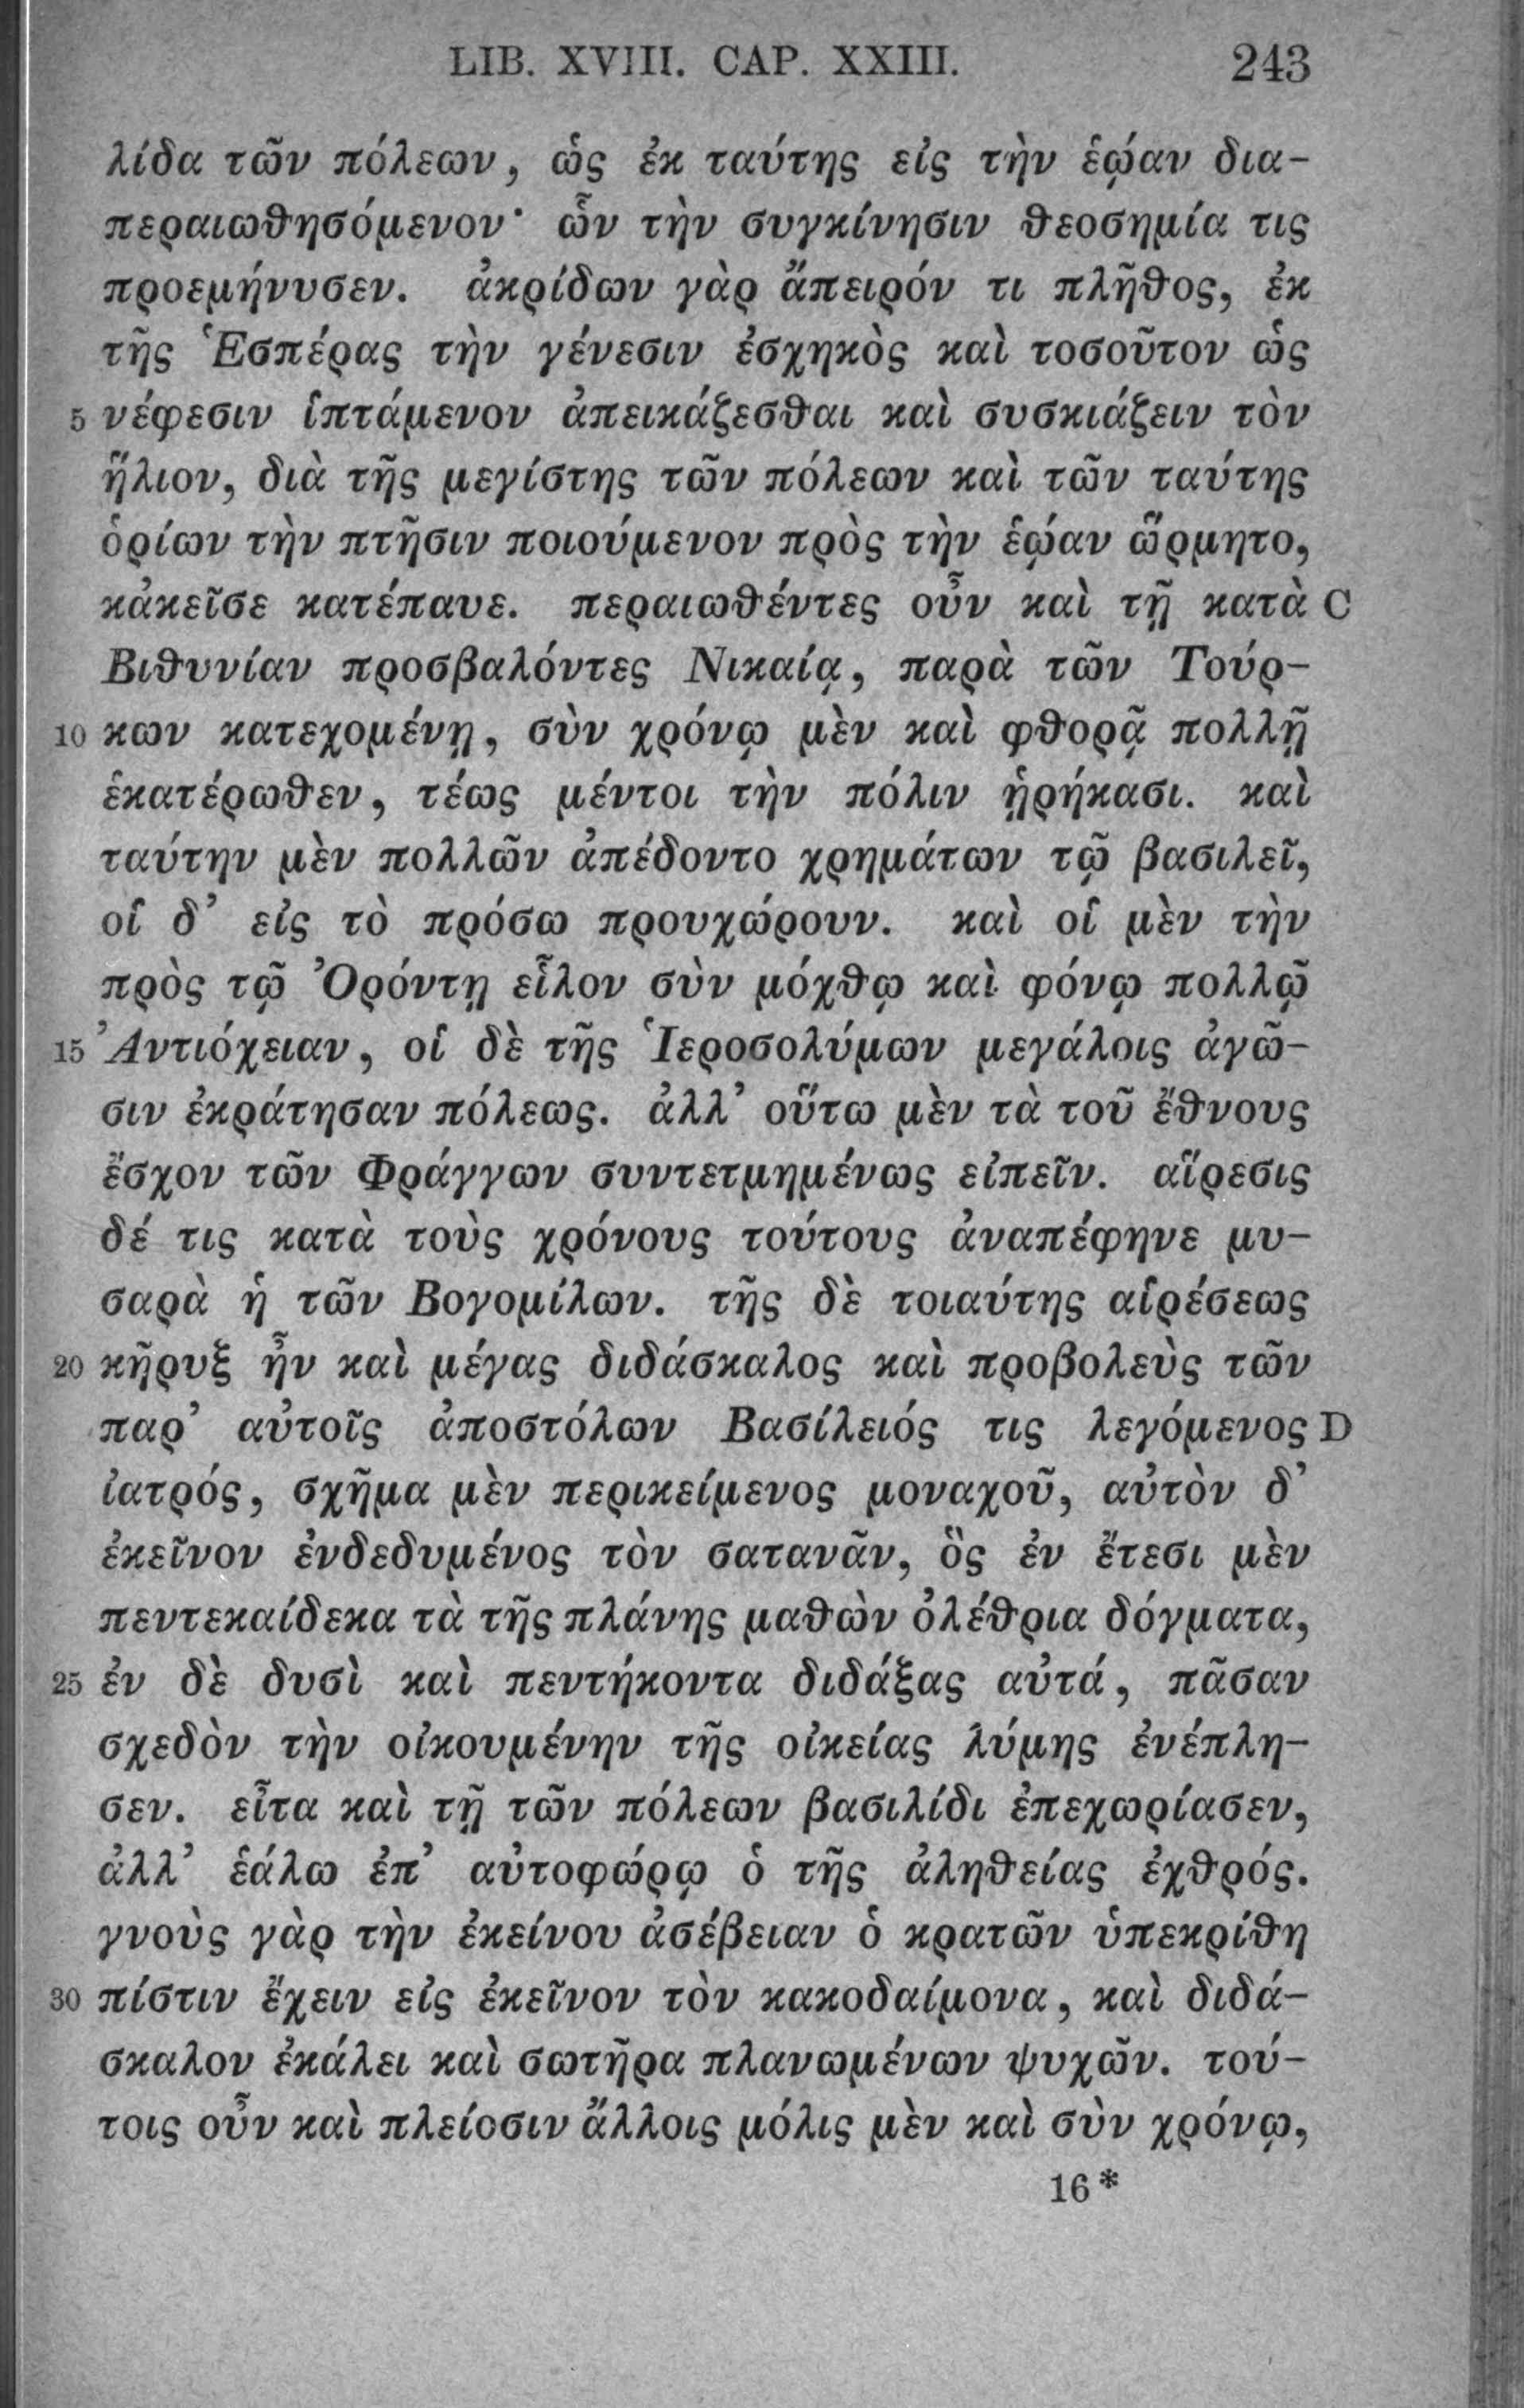 LIB. XVIII. CAP. XXIII. 243
λίδα τῶν πόλεων, ὡς ἐκ ταύτης εἰς τὴν ἑῴαν δια-
περαιωθησόμενον· ὧν τὴν συγκίνησιν θεοσημία τις
προεμήνυσεν. ἀκρίδων γὰρ ἄπειρόν τι πλῆθος, ἐκ
τῆς Ἑσπέρας τὴν γένεσιν ἐσχηκὸς καὶ τοσοῦτον ὡς
5 νέφεσιν ἱπτάμενον ἀπεικάζεσθαι καὶ συσκιάζειν τὸν
ἥλιον, διὰ τῆς μεγίστης τῶν πόλεων καὶ τῶν ταύτης
ὁρίων τὴν πτῆσιν ποιούμενον πρὸς τὴν ἑῴαν ὥρμητο,
κἀκεῖσε κατέπαυε. περαιωθέντες οὖν καὶ τῇ κατὰ C
Βιθυνίαν προσβαλόντες Νικαίᾳ, παρὰ τῶν Τούρ-
10 κων κατεχομένῃ, σὺν χρόνῳ μὲν καὶ φθορᾷ πολλῇ
ἑκατέρωθεν, τέως μέντοι τὴν πόλιν ᾑρήκασι. καὶ
ταύτην μὲν πολλῶν ἀπέδοντο χρημάτων τῷ βασιλεῖ,
οἱ δ’ εἰς τὸ πρόσω προυχώρουν. καὶ οἱ μὲν τὴν
πρὸς τῷ Ὀρόντῃ εἷλον σὺν μόχθῳ καὶ φόνῳ πολλῷ
15 Ἀντιόχειαν, οἱ δὲ τῆς Ἱεροσολύμων μεγάλοις ἀγῶ-
σιν ἐκράτησαν πόλεως. ἀλλ’ οὕτω μὲν τὰ τοῦ ἔθνους
ἔσχον τῶν Φράγγων συντετμημένως εἰπεῖν. αἵρεσις
δέ τις κατὰ τοὺς χρόνους τούτους ἀναπέφηνε μυ-
σαρὰ ἡ τῶν Βογομίλων. τῆς δὲ τοιαύτης αἱρέσεως
20 κῆρυξ ἦν καὶ μέγας διδάσκαλος καὶ προβολεὺς τῶν
παρ’ αὐτοῖς ἀποστόλων Βασίλειός τις λεγόμενος D
ἰατρός, σχῆμα μὲν περικείμενος μοναχοῦ, αὐτὸν δ’
ἐκεῖνον ἐνδεδυμένος τὸν σατανᾶν, ὃς ἐν ἔτεσι μὲν
πεντεκαίδεκα τὰ τῆς πλάνης μαθὼν ὀλέθρια δόγματα,
25 ἐν δὲ δυσὶ καὶ πεντήκοντα διδάξας αὐτά, πᾶσαν
σχεδὸν τὴν οἰκουμένην τῆς οἰκείας λύμης ἐνέπλη-
σεν. εἶτα καὶ τῇ τῶν πόλεων βασιλίδι ἐπεχωρίασεν,
ἀλλ’ ἑάλω ἐπ’ αὐτοφώρῳ ὁ τῆς ἀληθείας ἐχθρός.
γνοὺς γὰρ τὴν ἐκείνου ἀσέβειαν ὁ κρατῶν ὑπεκρίθη
30 πίστιν ἔχειν εἰς ἐκεῖνον τὸν κακοδαίμονα, καὶ διδά-
σκαλον ἐκάλει καὶ σωτῆρα πλανωμένων ψυχῶν. τού-
τοις οὖν καὶ πλείοσιν ἄλλοις μόλις μὲν καὶ σὺν χρόνῳ,
16*